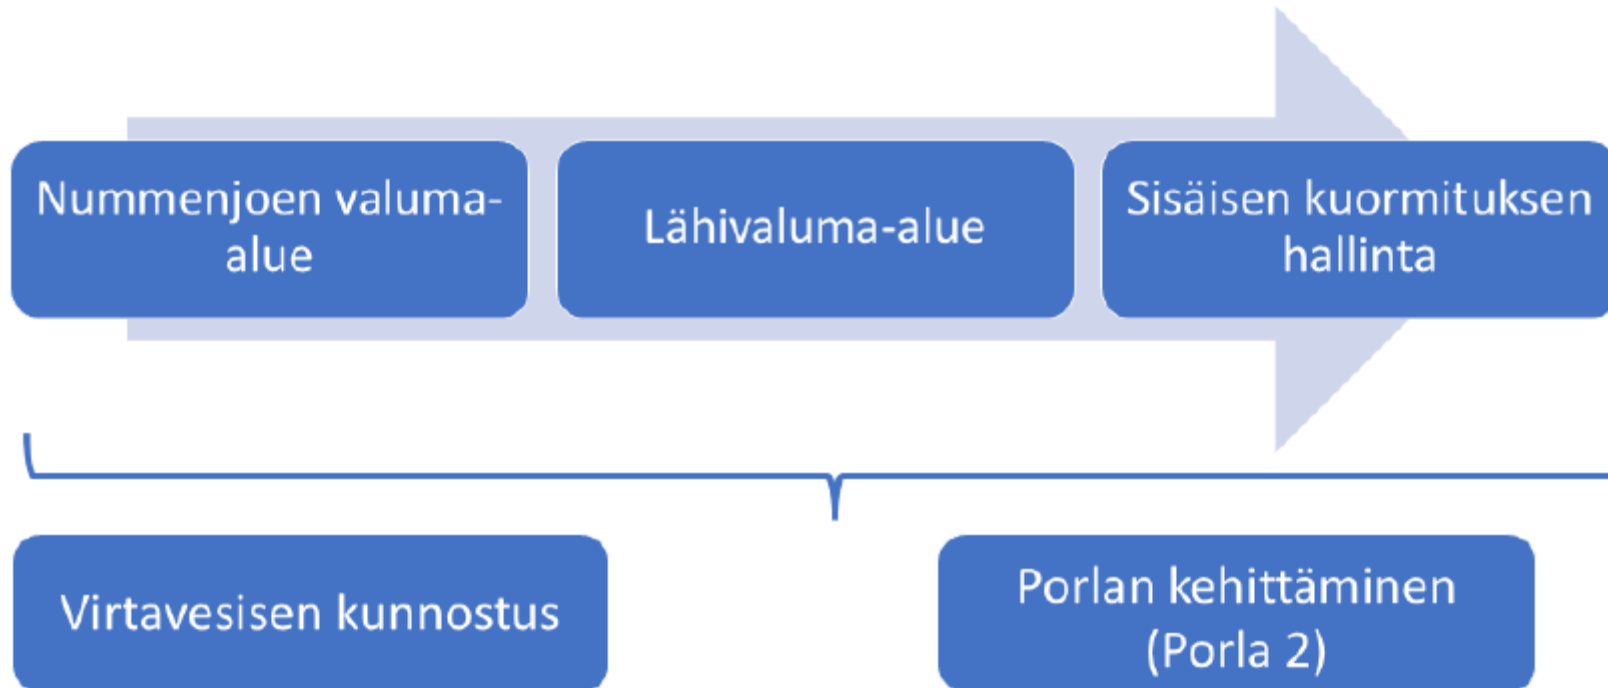 Nummenjoen valuma-
alue
Lähivaluma-alue
Sisäisen kuormituksen
hallinta
Virtavesisen kunnostus
Porlan kehittäminen
(Porla 2)